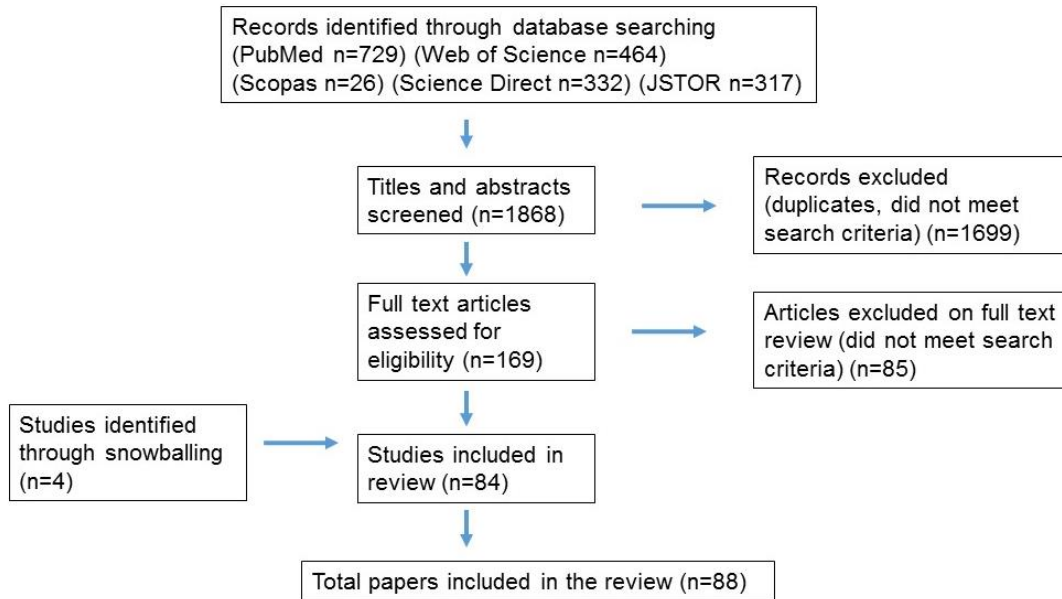 Records identified through database searching
(PubMed n=729) (Web of Science n=464)
(Scopas n=26) (Science Direct n=332) (JSTOR n=317)
Titles and abstracts
screened (n=1868)
Records excluded
(duplicates, did not meet
search criteria) (n=1699)
Full text articles
assessed for
eligibility (n=169)
Articles excluded on full text
review (did not meet search
criteria) (n=85)
Studies identified
through snowballing
(n=4)
Studies included in
review (n=84)
Total papers included in the review (n=88)